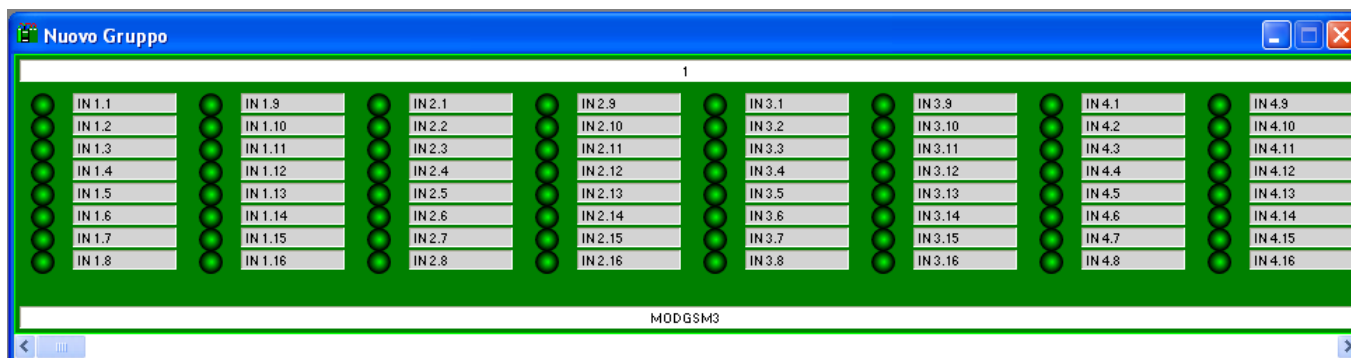 Nuovo Gruppo
1
IN 1.1 IN 1.9 IN 2.1 IN 2.9 IN 3.1 IN 3.9 IN 4.1 IN 4.9
IN 1.2 IN 1.10 IN 2.2 IN 2.10 IN 3.2 IN 3.10 IN 4.2 IN 4.10
IN 1.3 IN 1.11 IN 2.3 IN 2.11 IN 3.3 IN 3.11 IN 4.3 IN 4.11
IN 1.4 IN 1.12 IN 2.4 IN 2.12 IN 3.4 IN 3.12 IN 4.4 IN 4.12
IN 1.5 IN 1.13 IN 2.5 IN 2.13 IN 3.5 IN 3.13 IN 4.5 IN 4.13
IN 1.6 IN 1.14 IN 2.6 IN 2.14 IN 3.6 IN 3.14 IN 4.6 IN 4.14
IN 1.7 IN 1.15 IN 2.7 IN 2.15 IN 3.7 IN 3.15 IN 4.7 IN 4.15
IN 1.8 IN 1.16 IN 2.8 IN 2.16 IN 3.8 IN 3.16 IN 4.8 IN 4.16
MODGSM3